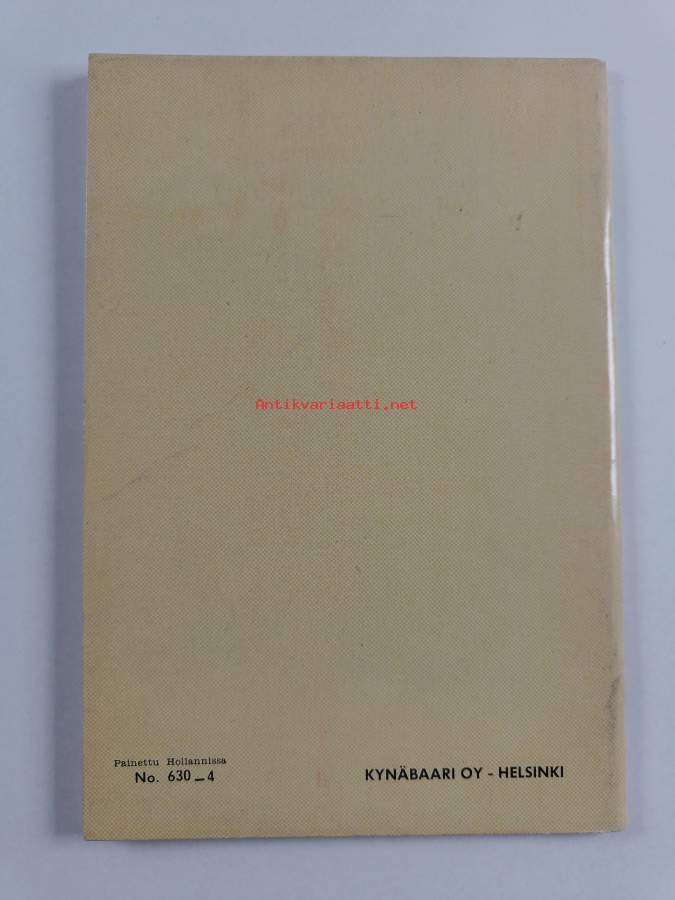 Antikvariaatti.net
Painettu Hollannissa
No. 630-4
KYNÄBAARI OY - HELSINKI